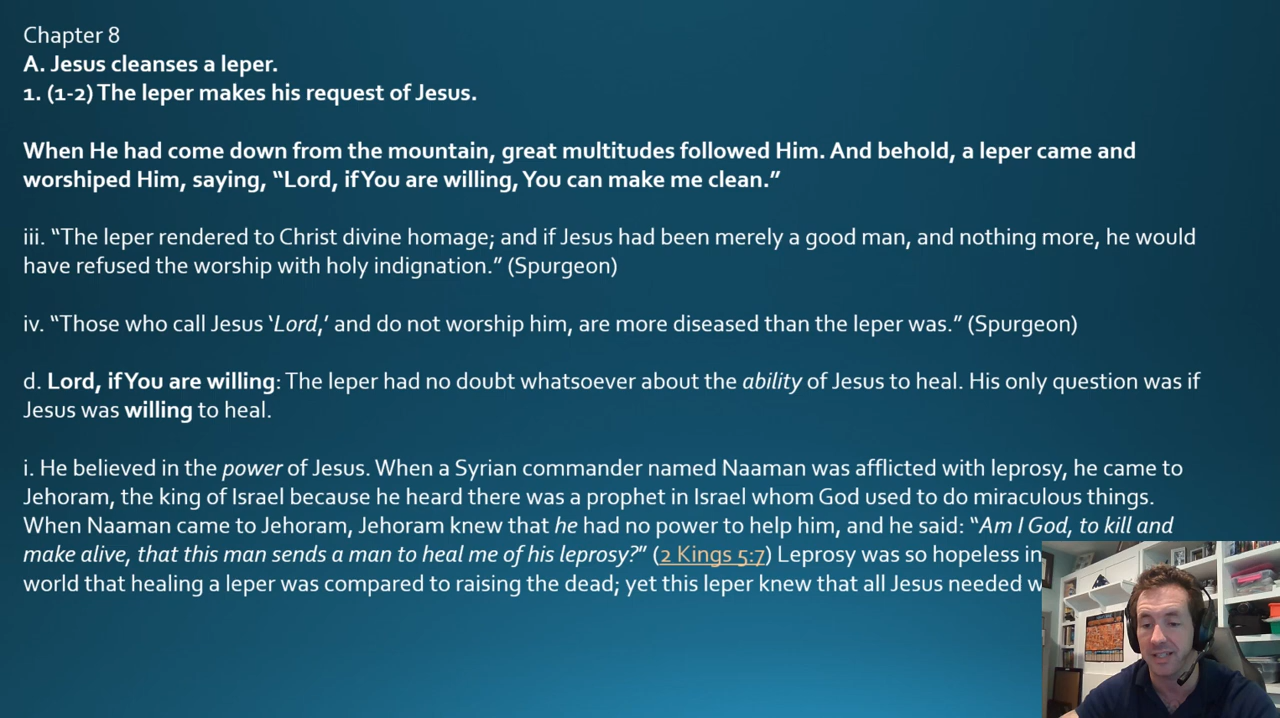 Chapter 8
A. Jesus cleanses a leper.
1. (1-2) The leper makes his request of Jesus.
When He had come down from the mountain, great multitudes followed Him. And behold, a leper came and
worshiped Him, saying, “Lord, if You are willing, You can make me clean.”
iii. “The leper rendered to Christ divine homage; and if Jesus had been merely a good man, and nothing more, he would
have refused the worship with holy indignation.” (Spurgeon)
iv. “Those who call Jesus ‘Lord,’ and do not worship him, are more diseased than the leper was.” (Spurgeon)
d. Lord, if You are willing: The leper had no doubt whatsoever about the ability of Jesus to heal. His only question was if
Jesus was willing to heal.
i. He believed in the power of Jesus. When a Syrian commander named Naaman was afflicted with leprosy, he came to
Jehoram, the king of Israel because he heard there was a prophet in Israel whom God used to do miraculous things.
When Naaman came to Jehoram, Jehoram knew that he had no power to help him, and he said: “Am I God, to kill and
make alive, that this man sends a man to heal me of his leprosy?” (2 Kings 5:7) Leprosy was so hopeless in
world that healing a leper was compared to raising the dead; yet this leper knew that all Jesus needed